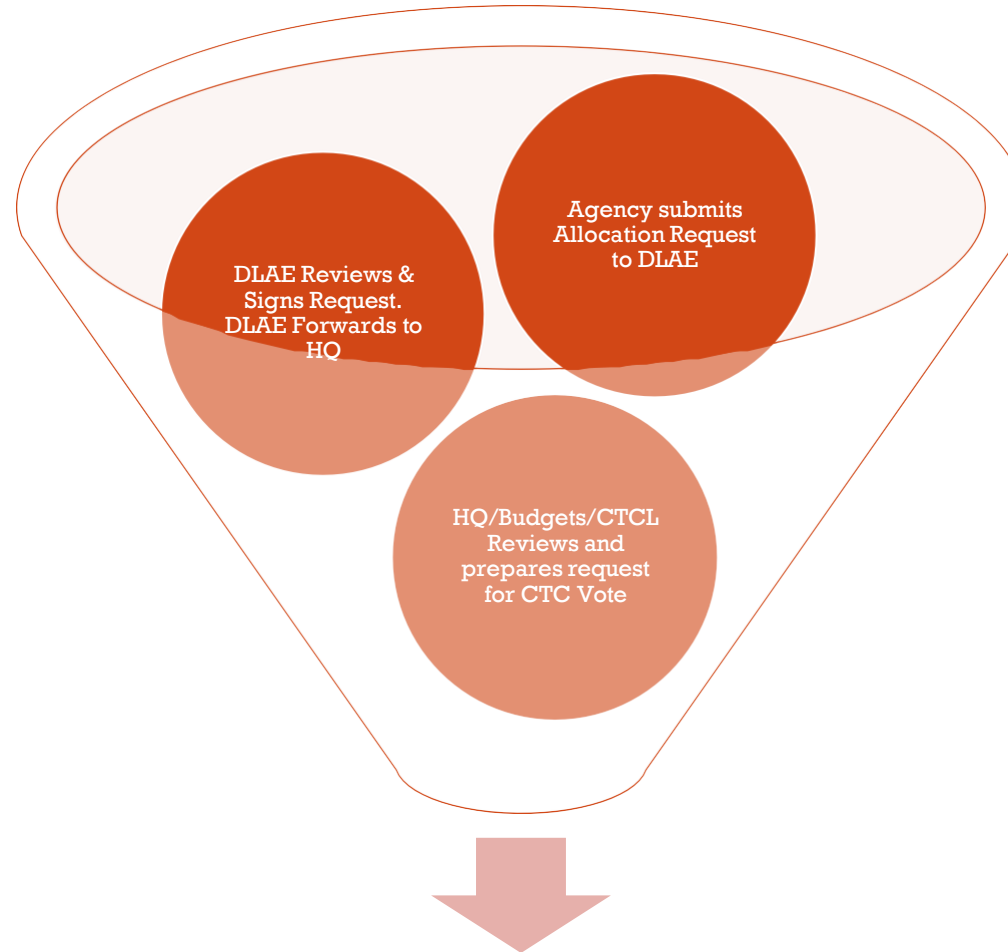 Agency submits
Allocation Request
to DLAE
DLAE Reviews &
Signs Request.
DLAE Forwards to
HQ
HQ/Budgets/CTCL
Reviews and
prepares request
for CTC Vote